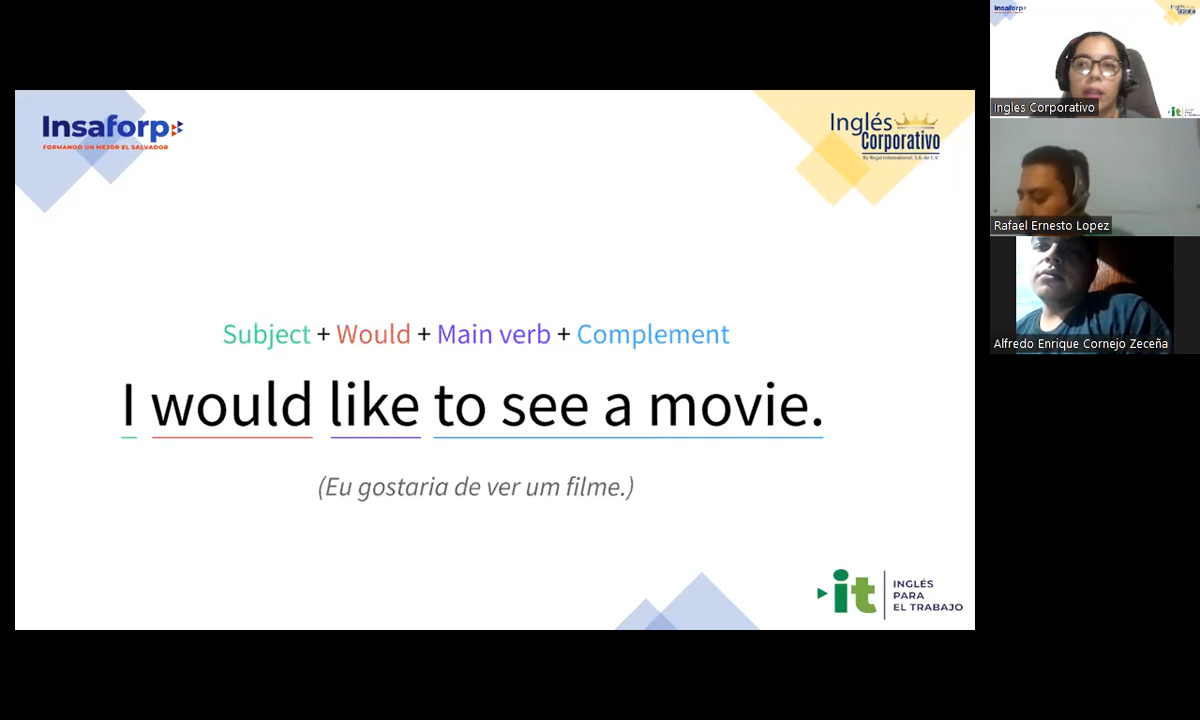 Insaforp
FORMANDO UN MEJOR EL SALVADOR
Inglés
Corporativo
By Regal International, S.A. de C.V.
Subject + Would + Main verb + Complement
I would like to see a movie.
(Eu gostaria de ver um filme.)
it
INGLÉS
PARA
EL TRABAJO
Insaforp
Ingles Corporativo
it
Rafael Ernesto Lopez
Alfredo Enrique Cornejo Zeceña